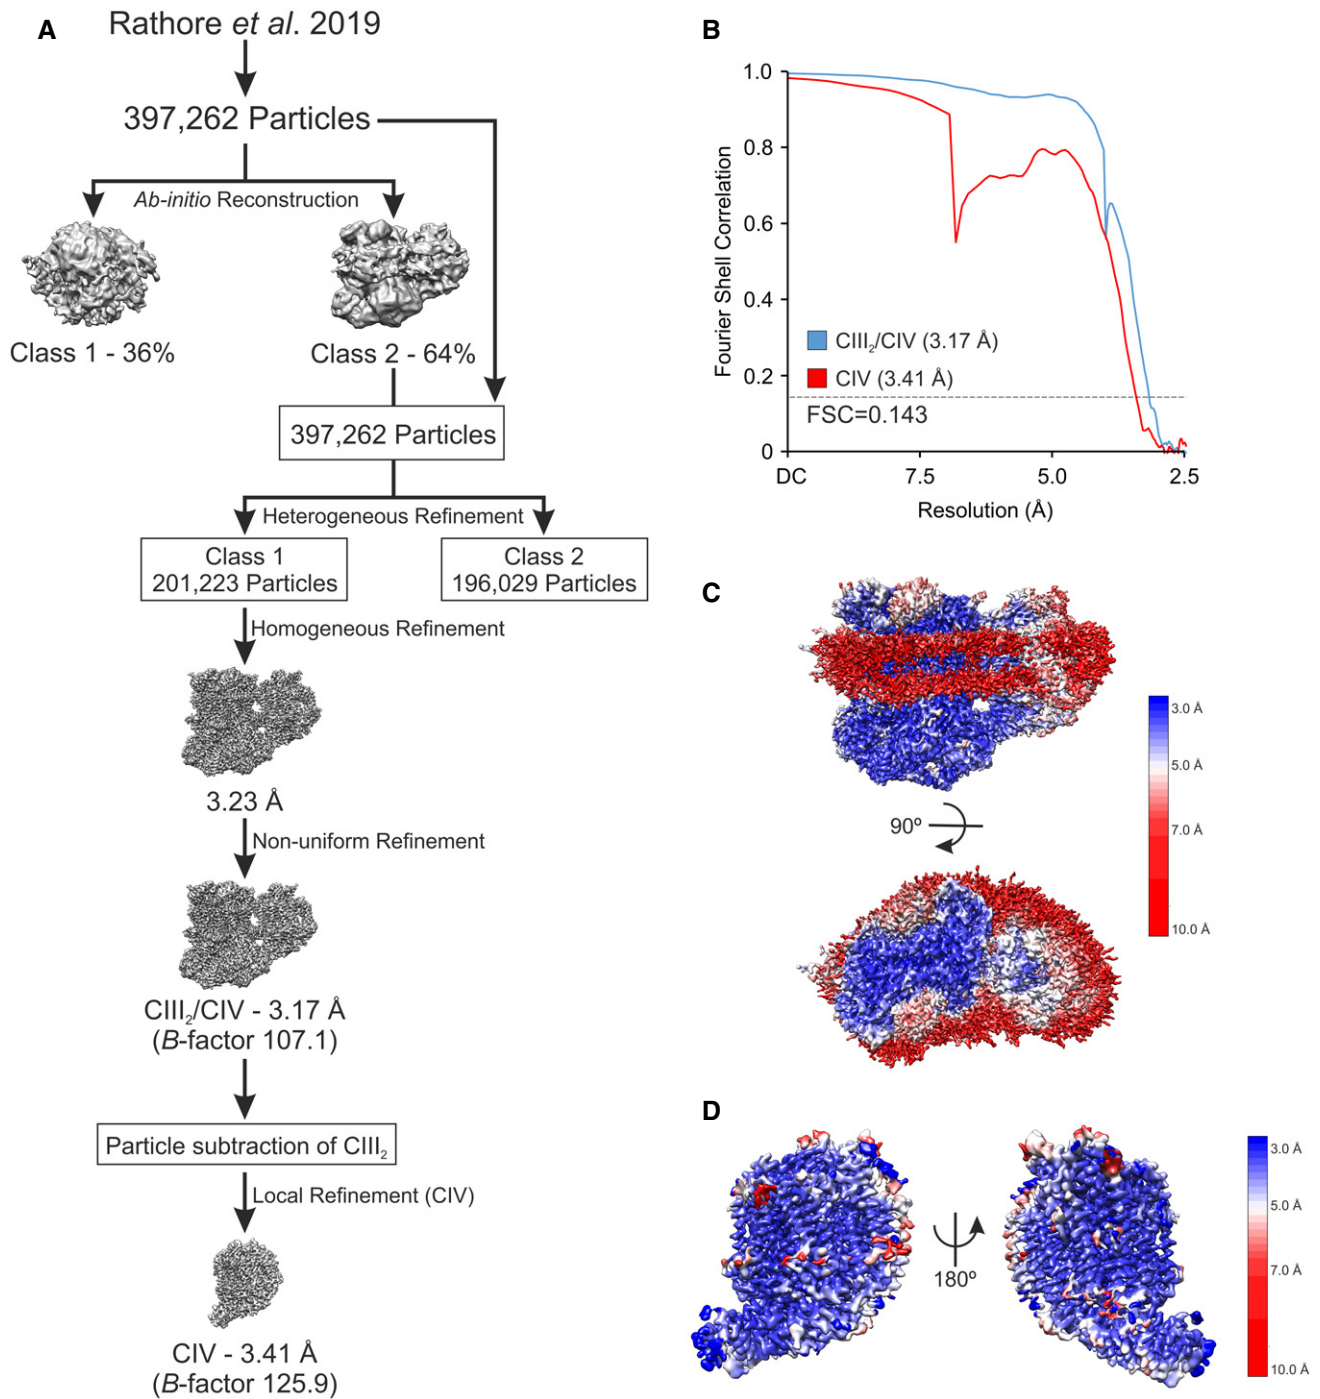 A
Rathore et al. 2019
397,262 Particles
Ab-initio Reconstruction
Class 1 - 36%
Class 2 - 64%
397,262 Particles
Heterogeneous Refinement
Class 1
201,223 Particles
Class 2
196,029 Particles
Homogeneous Refinement
3.23 Å
Non-uniform Refinement
CIII₂/CIV - 3.17 Å
(B-factor 107.1)
Particle subtraction of CIII₂
Local Refinement (CIV)
CIV - 3.41 Å
(B-factor 125.9)
B
Fourier Shell Correlation
1.0
0.8
0.6
0.4
0.2
0
CIII₂/CIV (3.17 Å)
CIV (3.41 Å)
FSC=0.143
DC
7.5
5.0
2.5
Resolution (Å)
C
90º
3.0 Å
5.0 Å
7.0 Å
10.0 Å
D
180º
3.0 Å
5.0 Å
7.0 Å
10.0 Å